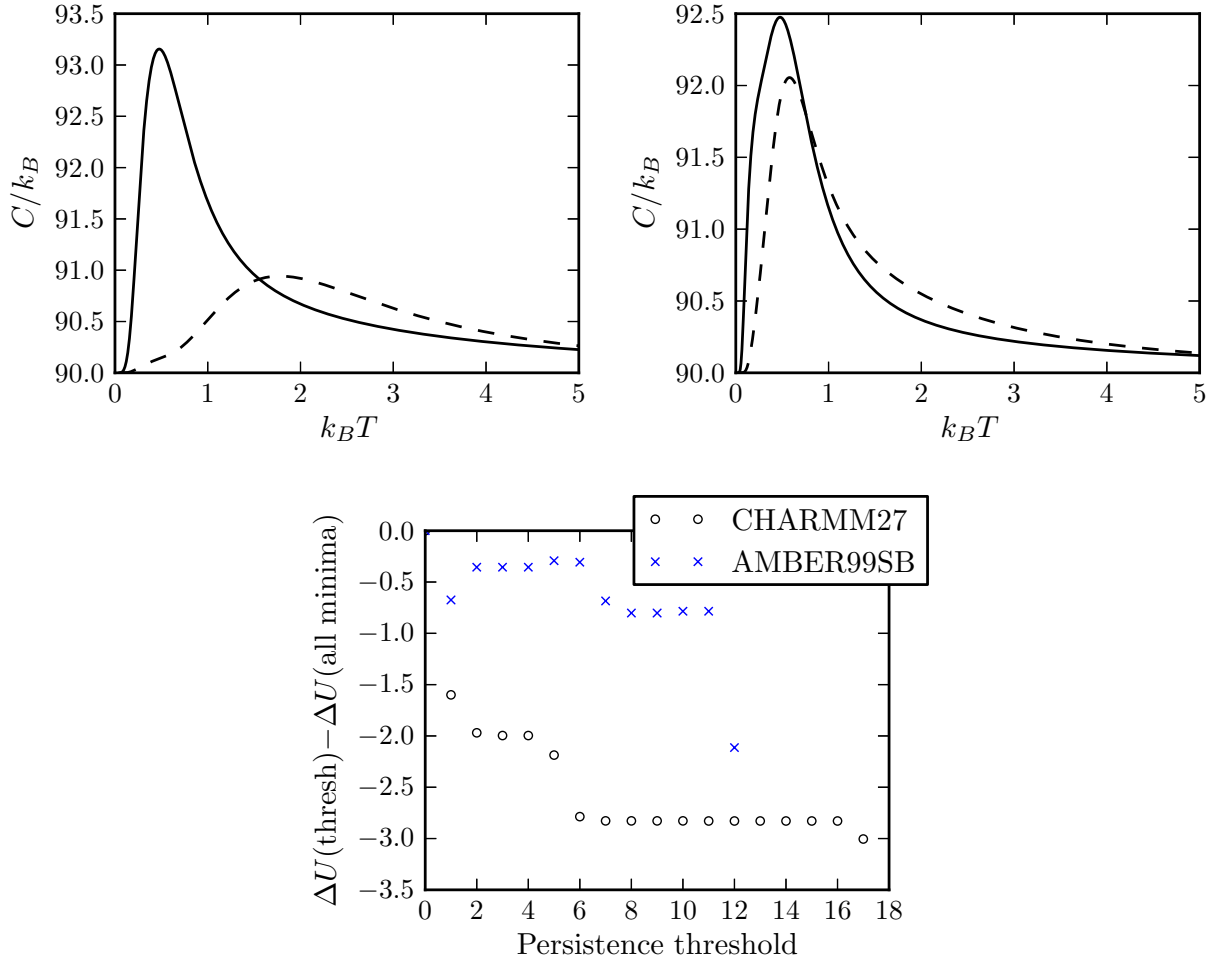 93.5
93.0
92.5
92.0
91.5
91.0
90.5
90.0
C/k_B
0 1 2 3 4 5
k_BT
92.5
92.0
91.5
91.0
90.5
90.0
C/k_B
0 1 2 3 4 5
k_BT
CHARMM27
AMBER99SB
0.0
−0.5
−1.0
−1.5
−2.0
−2.5
−3.0
−3.5
ΔU(thresh)−ΔU(all minima)
0 2 4 6 8 10 12 14 16 18
Persistence threshold